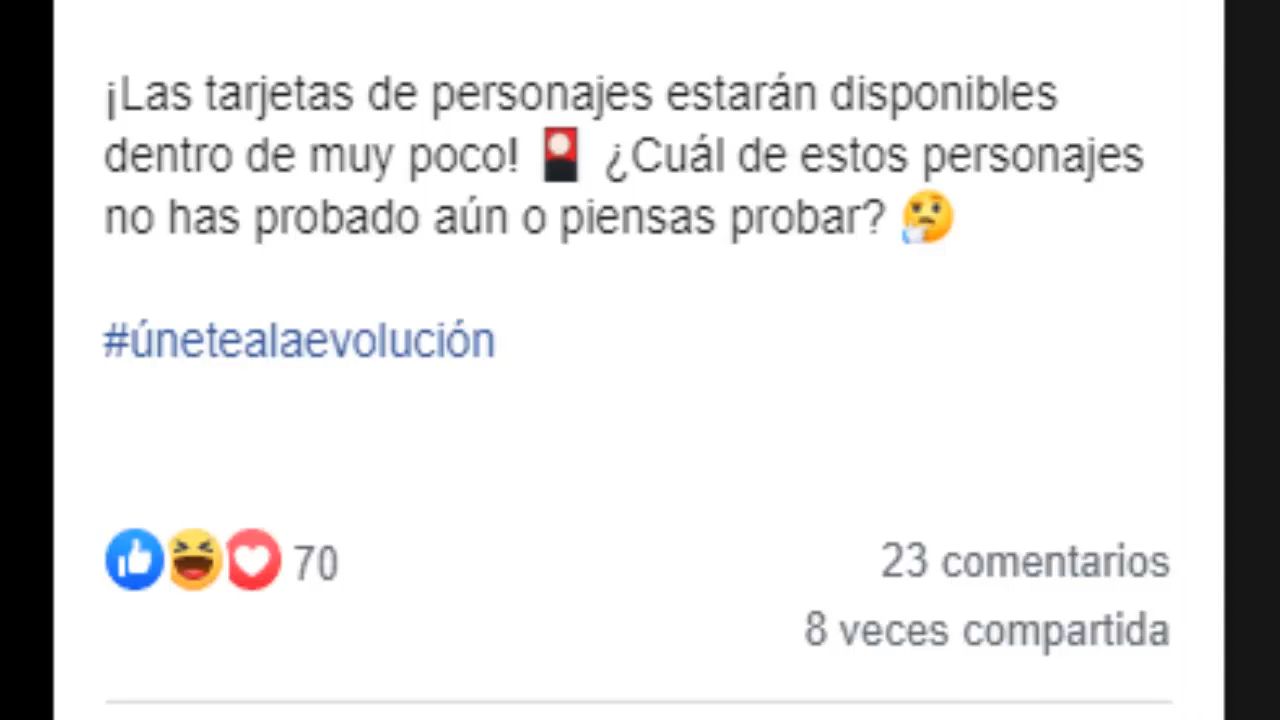 ¡Las tarjetas de personajes estarán disponibles
dentro de muy poco! 🎴 ¿Cuál de estos personajes
no has probado aún o piensas probar? 🤔
#únetealaevolución
70
23 comentarios
8 veces compartida